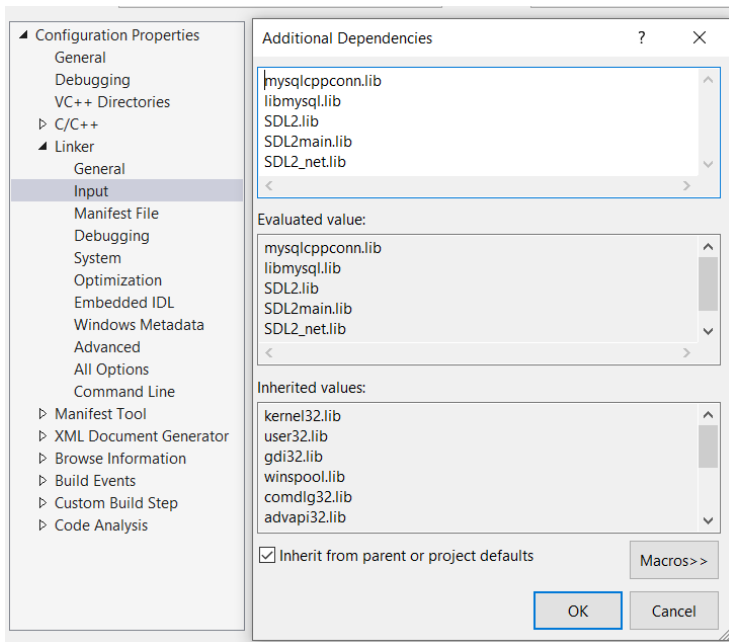 Configuration Properties
General
Debugging
VC++ Directories
C/C++
Linker
General
Input
Manifest File
Debugging
System
Optimization
Embedded IDL
Windows Metadata
Advanced
All Options
Command Line
Manifest Tool
XML Document Generator
Browse Information
Build Events
Custom Build Step
Code Analysis
Additional Dependencies
?
mysqlcppconn.lib
libmysql.lib
SDL2.lib
SDL2main.lib
SDL2_net.lib
Evaluated value:
mysqlcppconn.lib
libmysql.lib
SDL2.lib
SDL2main.lib
SDL2_net.lib
Inherited values:
kernel32.lib
user32.lib
gdi32.lib
winspool.lib
comdlg32.lib
advapi32.lib
Inherit from parent or project defaults
Macros>>
OK
Cancel